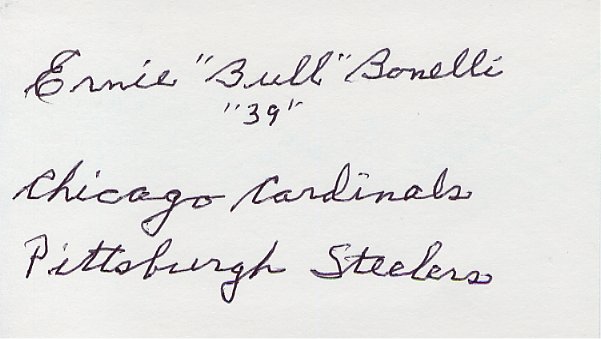 Ernie "Bull" Bonelli
"39"
Chicago Cardinals
Pittsburgh Steelers